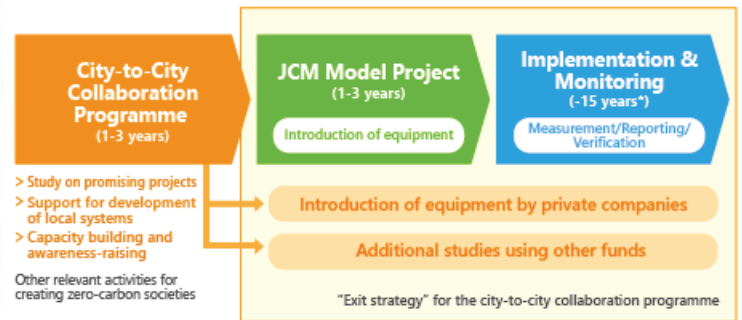 City-to-City
Collaboration
Programme
(1-3 years)
JCM Model Project
(1-3 years)
Introduction of equipment
Implementation &
Monitoring
(-15 years*)
Measurement/Reporting/
Verification
> Study on promising projects
> Support for development
of local systems
> Capacity building and
awareness-raising
Other relevant activities for
creating zero-carbon societies
Introduction of equipment by private companies
Additional studies using other funds
"Exit strategy" for the city-to-city collaboration programme